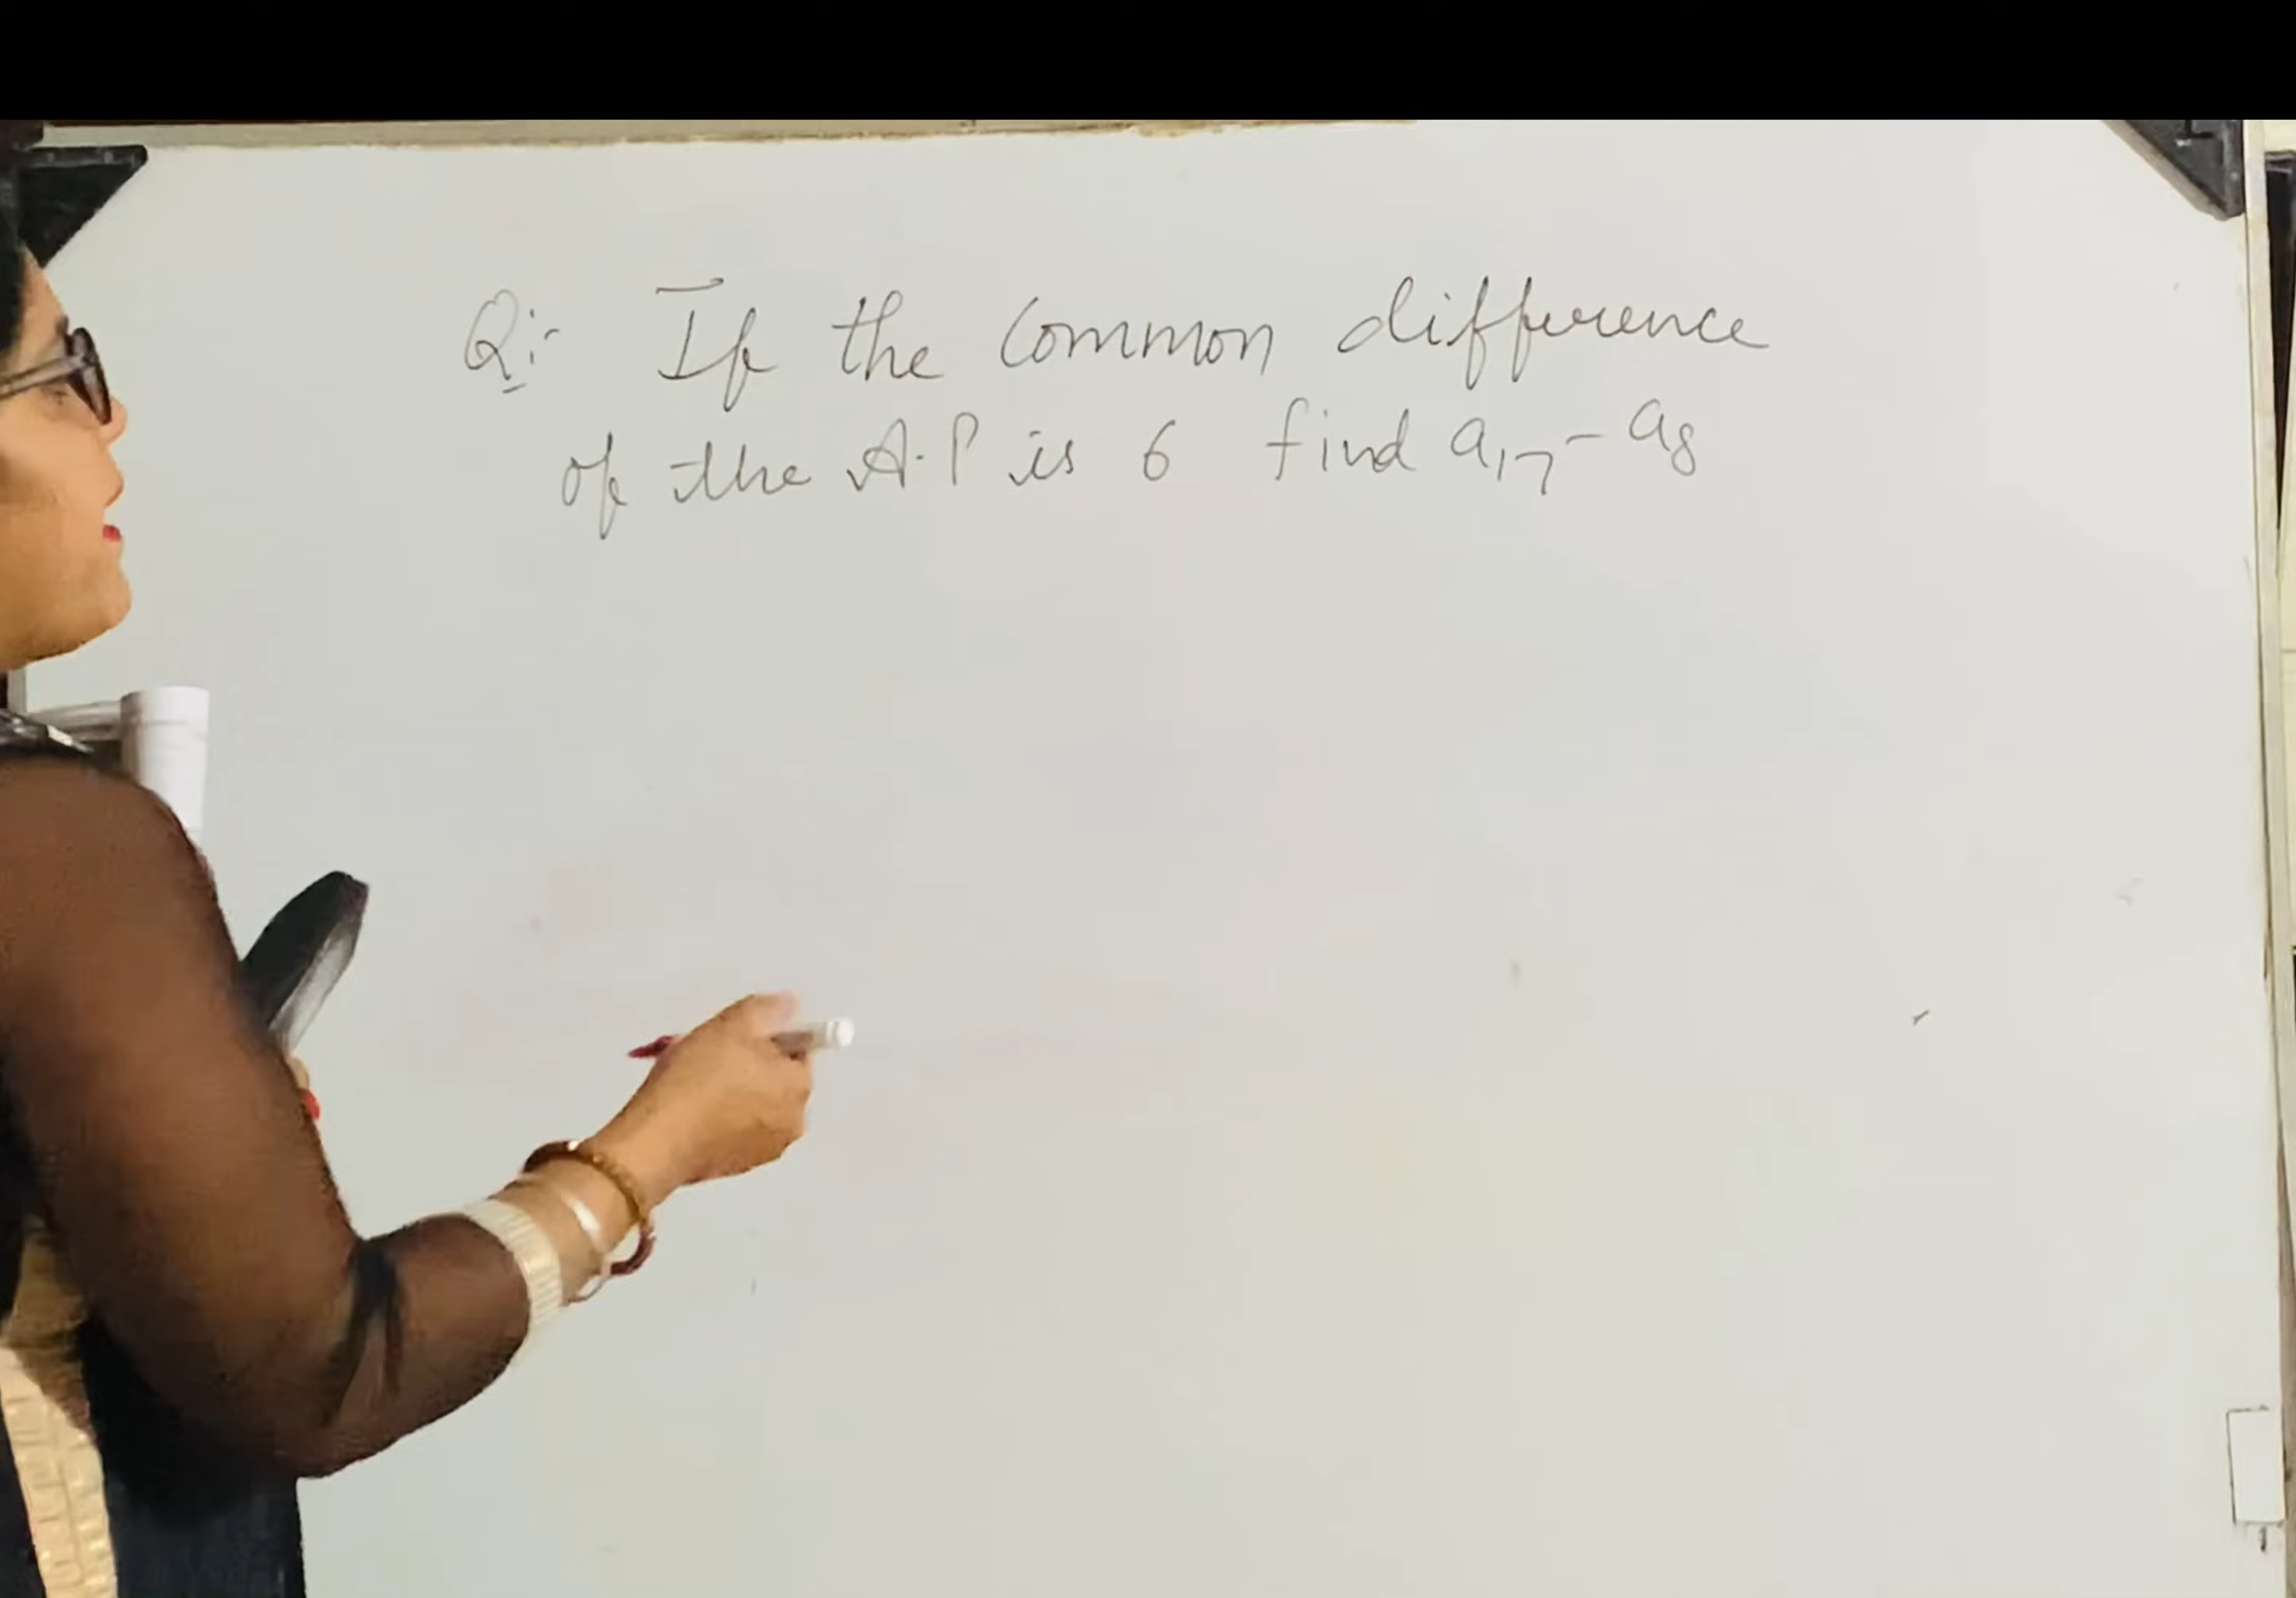 Q:- If the Common difference
of the A.P is 6 find a₁₇ - a₈